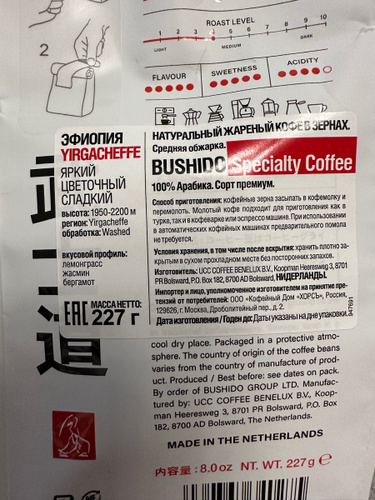 ROAST LEVEL
1 2 3 4 5 6 7 8 9 10
LIGHT MEDIUM DARK
FLAVOUR SWEETNESS ACIDITY
2
ЭФИОПИЯ
YIRGACHEFFE
ЯРКИЙ
ЦВЕТОЧНЫЙ
СЛАДКИЙ
высота: 1950-2200 м
регион: Yirgacheffe
обработка: Washed
вкусовой профиль:
лемонграсс
жасмин
бергамот
EAC МАССА НЕТТО:
227 г
НАТУРАЛЬНЫЙ ЖАРЕНЫЙ КОФЕ В ЗЕРНАХ.
Средняя обжарка.
BUSHIDO Specialty Coffee
100% Арабика. Сорт премиум.
Способ приготовления: кофейные зерна засыпать в кофемолку и
перемолоть. Молотый кофе подходит для приготовления как в
турке, так и в кофеварке или эспрессо машине. При использовании
в автоматических кофейных машинах предварительного помола
не требуется.
Условия хранения, в том числе после вскрытия: хранить плотно за-
крытым в сухом прохладном месте без посторонних запахов.
Изготовитель: UCC COFFEE BENELUX B.V., Koopman Heeresweg 3, 8701
PR Bolsward, P.O. Box 182, 8700 AD Bolsward, НИДЕРЛАНДЫ.
Импортер и лицо, уполномоченное изготовителем на принятие пре-
тензий от потребителей: ООО «Кофейный Дом «ХОРСЪ», Россия,
129626, г. Москва, Дроболитейный пер., д. 2.
Дата изготовления / Годен до: Даты указаны на дне упаковки.
947691
道
cool dry place. Packaged in a protective atmo-
sphere. The country of origin of the coffee beans
varies from the country of manufacture of prod-
uct. Produced / Best before: see dates on pack.
By order of BUSHIDO GROUP LTD. Manufac-
tured by: UCC COFFEE BENELUX B.V., Koop-
man Heeresweg 3, 8701 PR Bolsward, P.O. Box
182, 8700 AD Bolsward, The Netherlands.
MADE IN THE NETHERLANDS
内容量: 8.0 oz NT. WT. 227g ℮